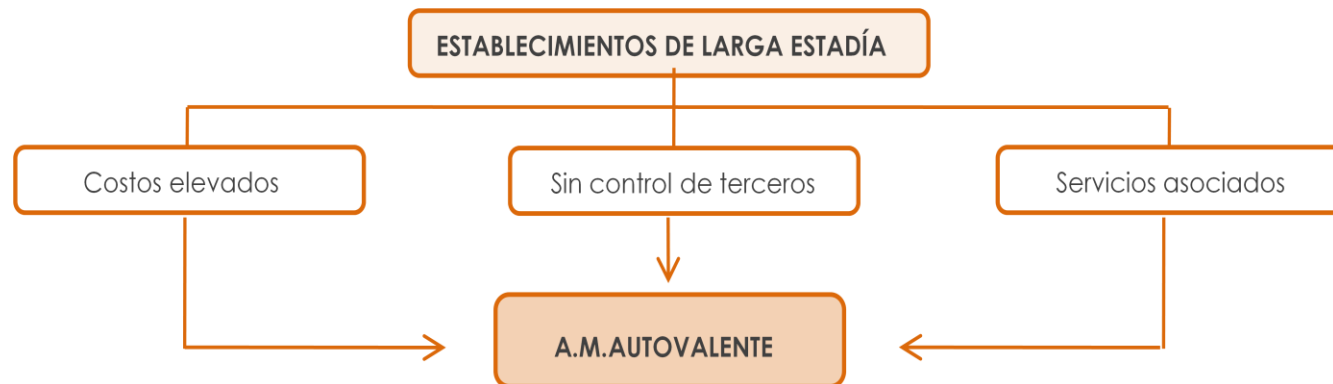 ESTABLECIMIENTOS DE LARGA ESTADÍA
Costos elevados
Sin control de terceros
Servicios asociados
A.M.AUTOVALENTE